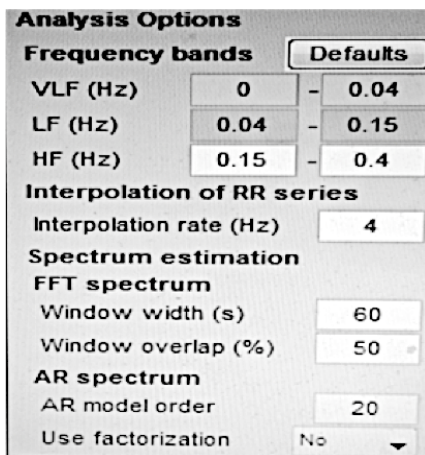 Analysis Options
Frequency bands Defaults
VLF (Hz) 0 - 0.04
LF (Hz) 0.04 - 0.15
HF (Hz) 0.15 - 0.4
Interpolation of RR series
Interpolation rate (Hz) 4
Spectrum estimation
FFT spectrum
Window width (s) 60
Window overlap (%) 50
AR spectrum
AR model order 20
Use factorization No